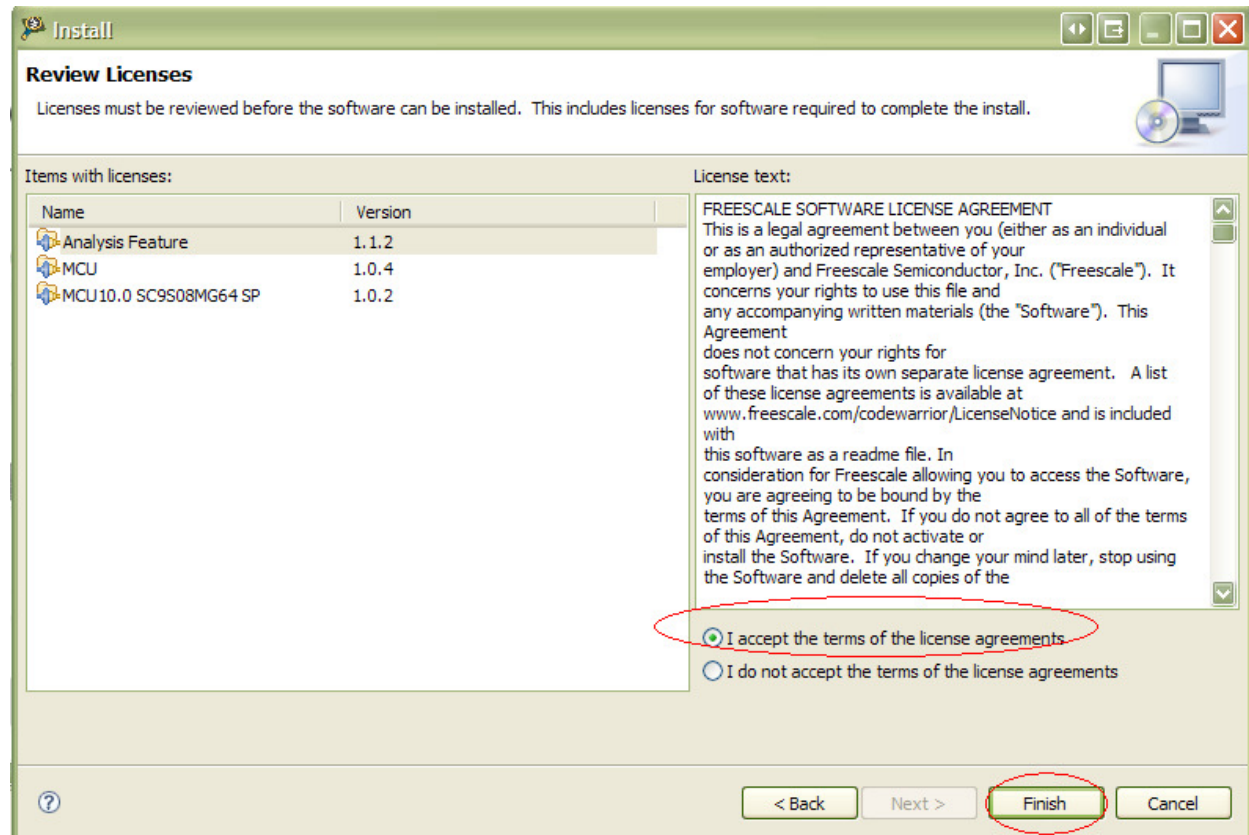 Install
Review Licenses
Licenses must be reviewed before the software can be installed.  This includes licenses for software required to complete the install.
Items with licenses:
Name Version
Analysis Feature 1.1.2
MCU 1.0.4
MCU10.0 SC9S08MG64 SP 1.0.2
License text:
FREESCALE SOFTWARE LICENSE AGREEMENT
This is a legal agreement between you (either as an individual
or as an authorized representative of your
employer) and Freescale Semiconductor, Inc. ("Freescale").  It
concerns your rights to use this file and
any accompanying written materials (the "Software").  This
Agreement
does not concern your rights for
software that has its own separate license agreement.   A list
of these license agreements is available at
www.freescale.com/codewarrior/LicenseNotice and is included
with
this software as a readme file. In
consideration for Freescale allowing you to access the Software,
you are agreeing to be bound by the
terms of this Agreement.  If you do not agree to all of the terms
of this Agreement, do not activate or
install the Software.  If you change your mind later, stop using
the Software and delete all copies of the
I accept the terms of the license agreements
I do not accept the terms of the license agreements
? < Back Next > Finish Cancel